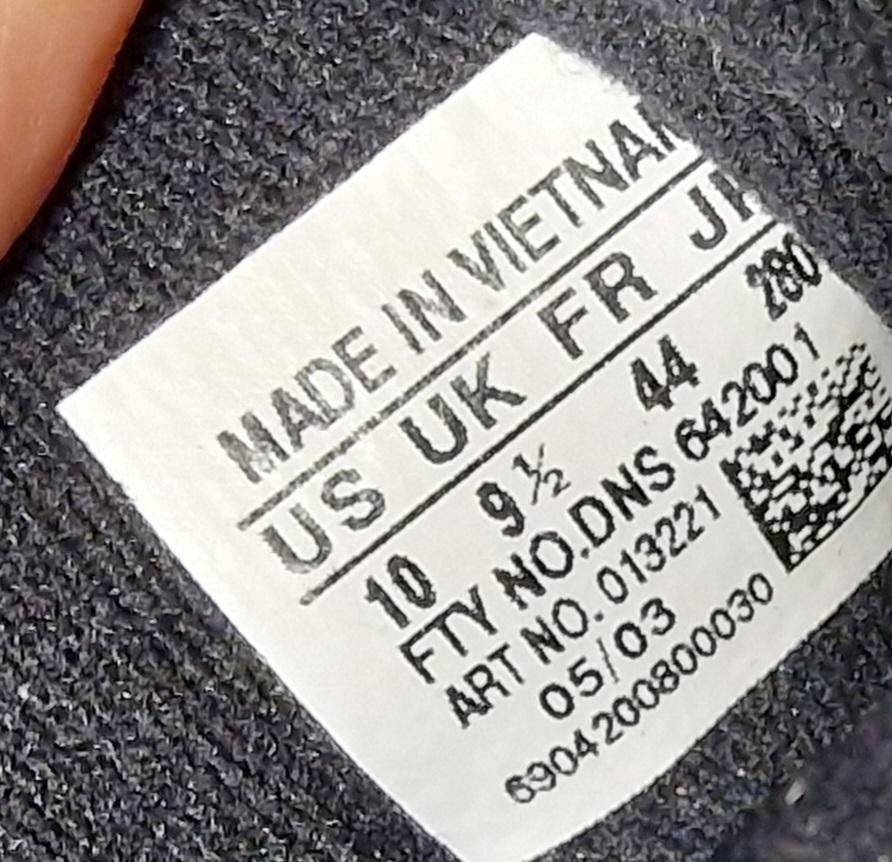 MADE IN VIETNAM
US UK FR JP
10 9½ 44 280
FTY NO.DNS 642001
ART NO. 013221
05/03
6904200800030